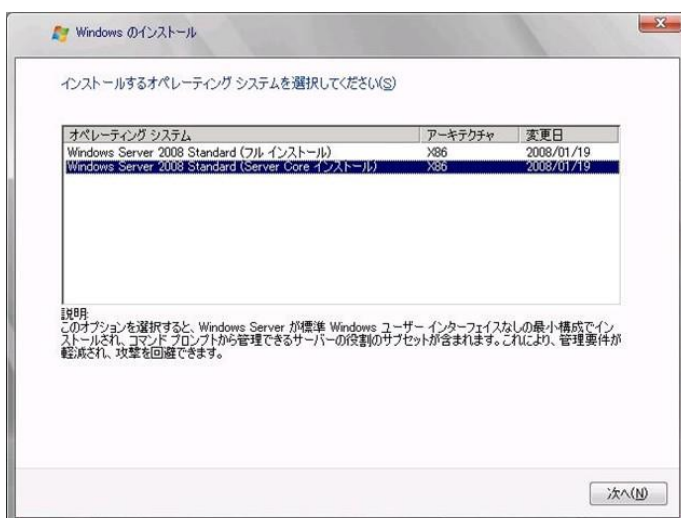 Windows のインストール
インストールするオペレーティング システムを選択してください(S)
オペレーティング システム アーキテクチャ 変更日
Windows Server 2008 Standard (フル インストール) X86 2008/01/19
Windows Server 2008 Standard (Server Core インストール) X86 2008/01/19
説明:
このオプションを選択すると、Windows Server が標準 Windows ユーザー インターフェイスなしの最小構成でイン
ストールされ、コマンド プロンプトから管理できるサーバーの役割のサブセットが含まれます。これにより、管理要件が
軽減され、攻撃を回避できます。
次へ(N)